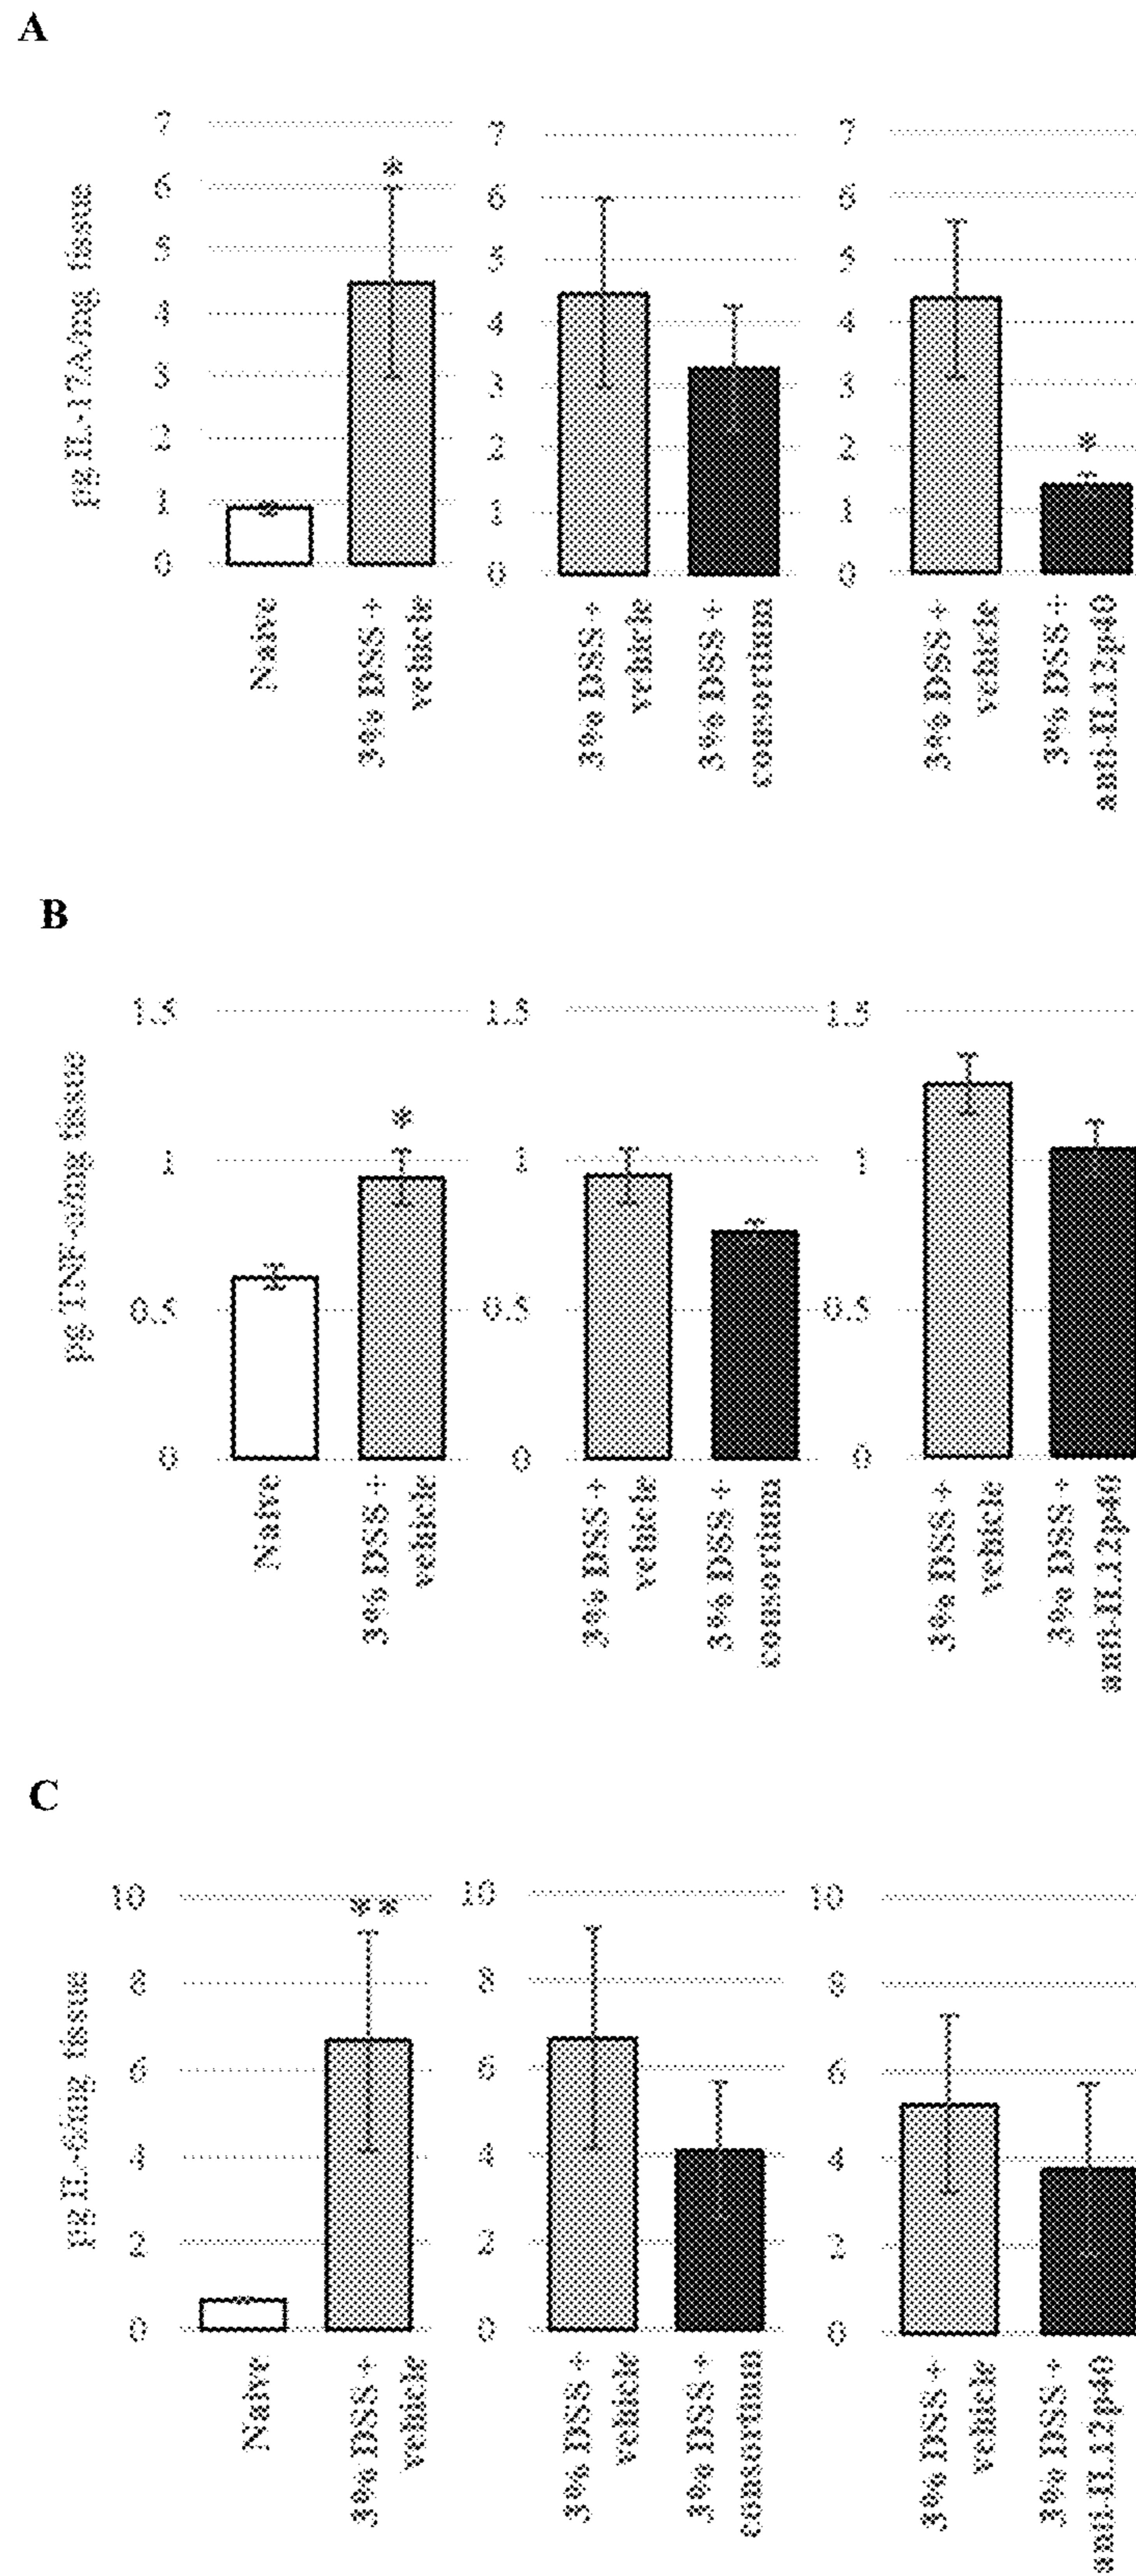 A
pg IL-17A/mg tissue
7
6
5
4
3
2
1
0
*
Naive
3% DSS +
vehicle
7
6
5
4
3
2
1
0
3% DSS +
vehicle
3% DSS +
consortium
7
6
5
4
3
2
1
0
*
3% DSS +
vehicle
3% DSS +
anti-IL12p40
B
pg TNF-α/mg tissue
1.5
1
0.5
0
*
Naive
3% DSS +
vehicle
1.5
1
0.5
0
3% DSS +
vehicle
3% DSS +
consortium
1.5
1
0.5
0
3% DSS +
vehicle
3% DSS +
anti-IL12p40
C
pg IL-6/mg tissue
10
8
6
4
2
0
**
Naive
3% DSS +
vehicle
10
8
6
4
2
0
3% DSS +
vehicle
3% DSS +
consortium
10
8
6
4
2
0
3% DSS +
vehicle
3% DSS +
anti-IL12p40